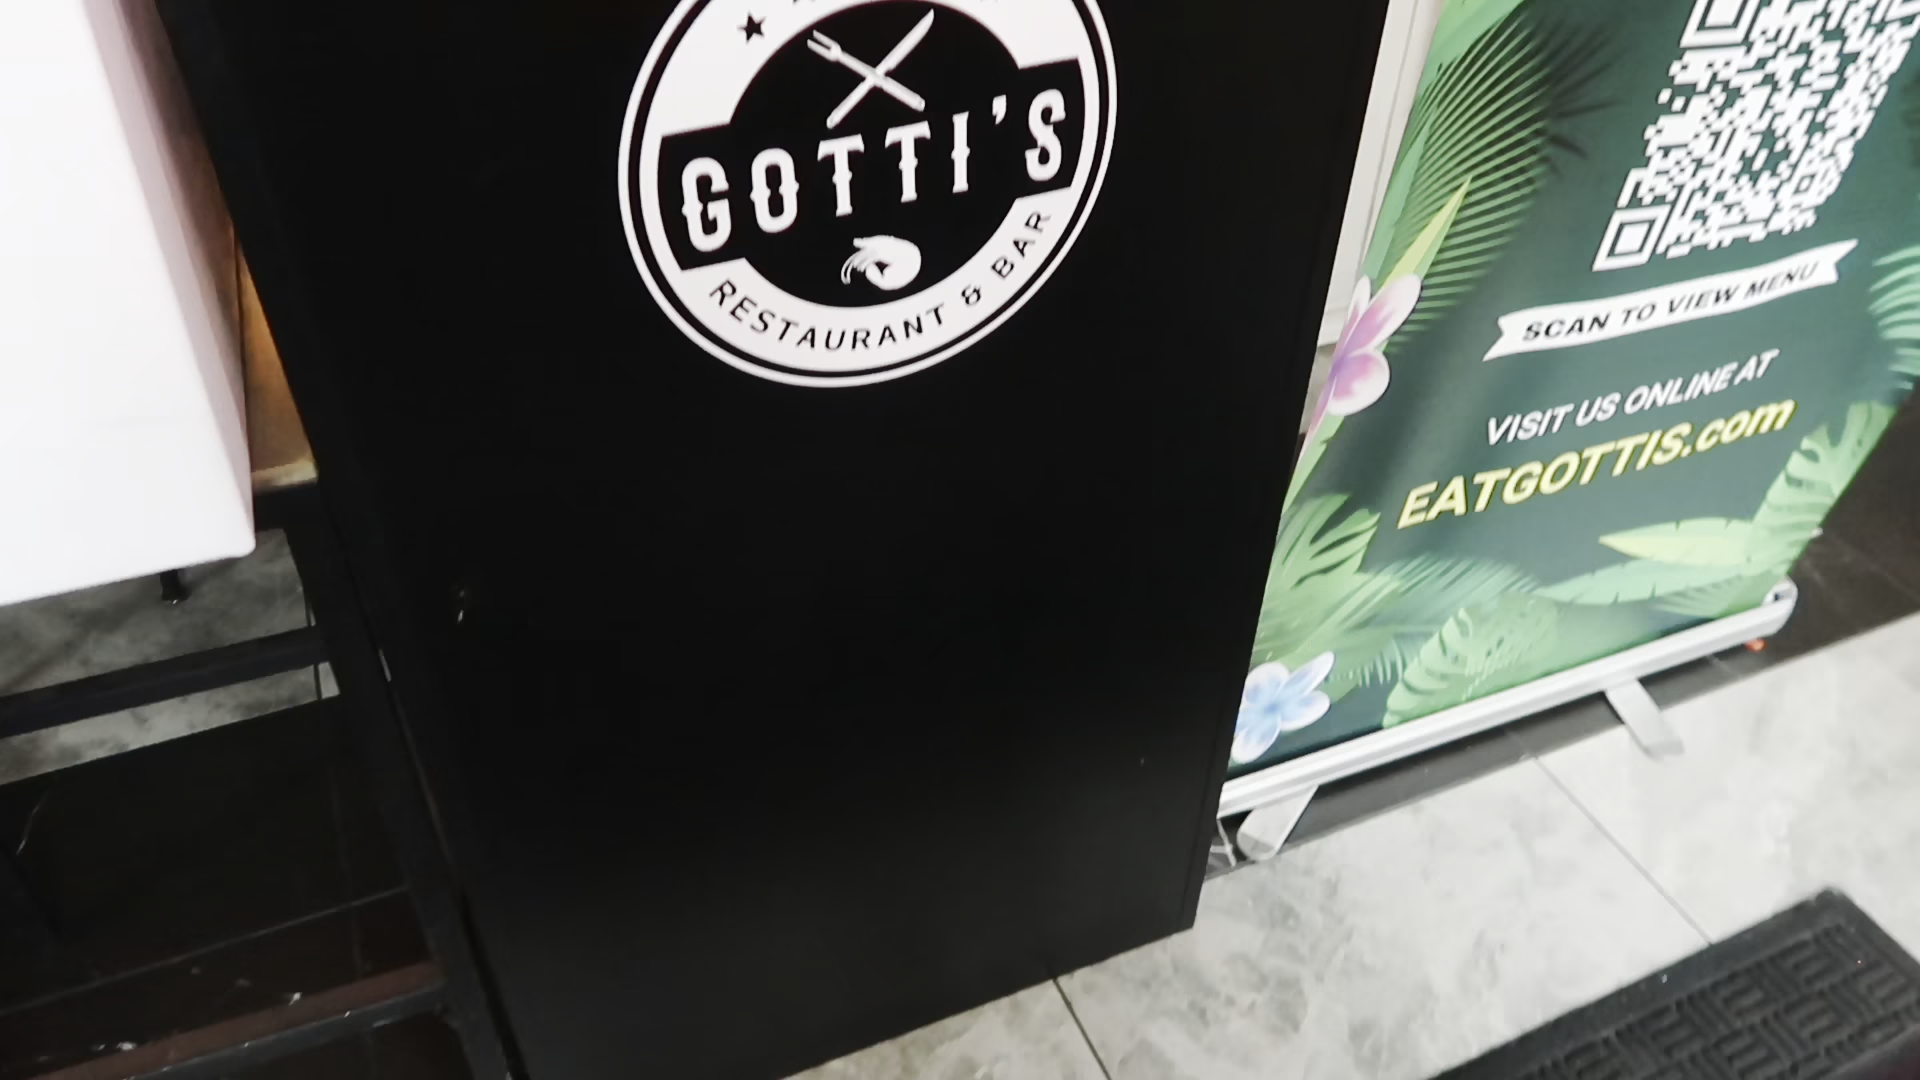 GOTTI'S
RESTAURANT & BAR
SCAN TO VIEW MENU
VISIT US ONLINE AT
EATGOTTIS.com